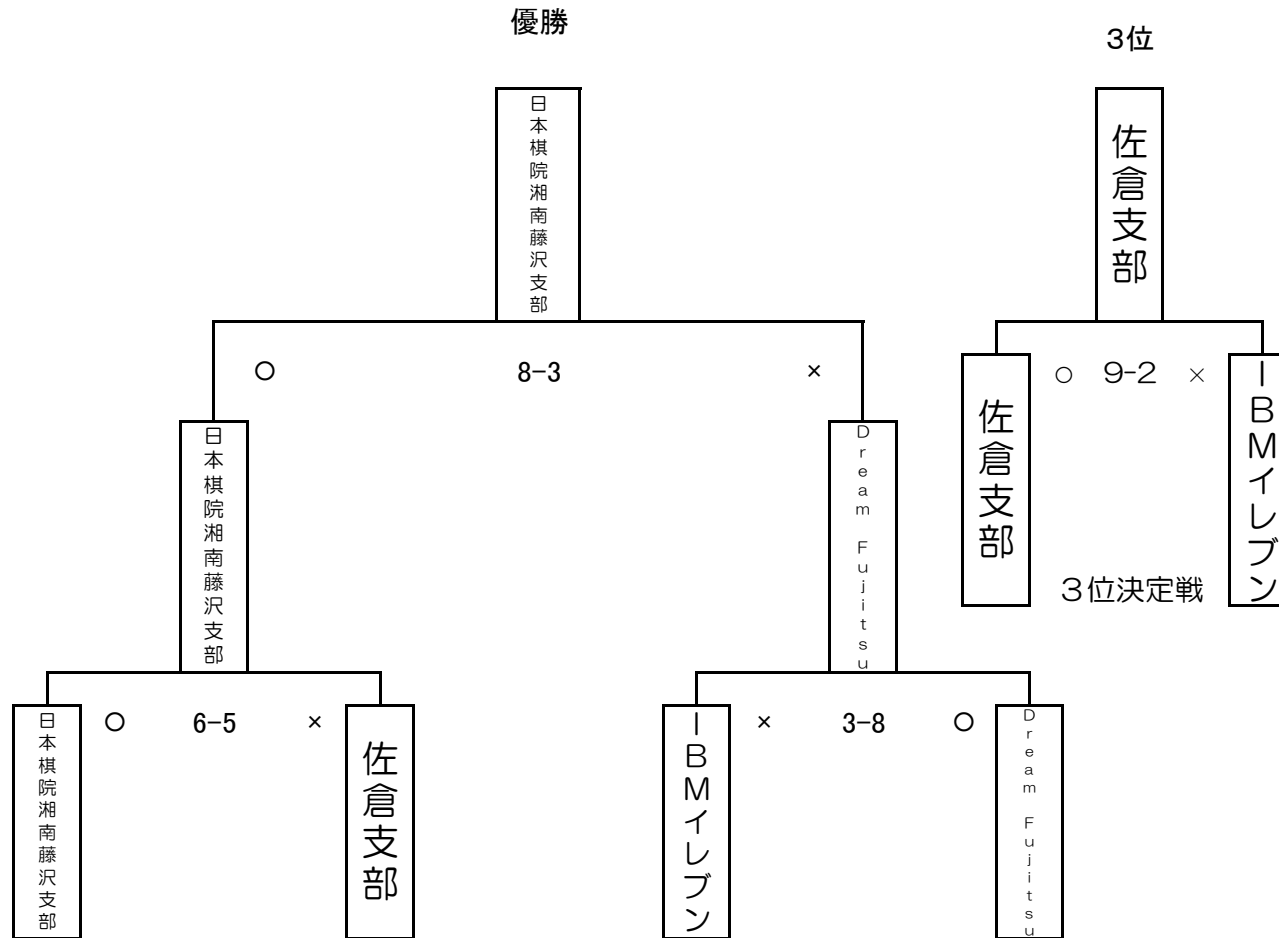 優勝
3位
日本棋院湘南藤沢支部
佐倉支部
○ 8-3 ×
佐倉支部
○ 9-2 ×
IBMイレブン
3位決定戦
日本棋院湘南藤沢支部
Dream Fujitsu
日本棋院湘南藤沢支部
○ 6-5 ×
佐倉支部
IBMイレブン
× 3-8 ○
Dream Fujitsu